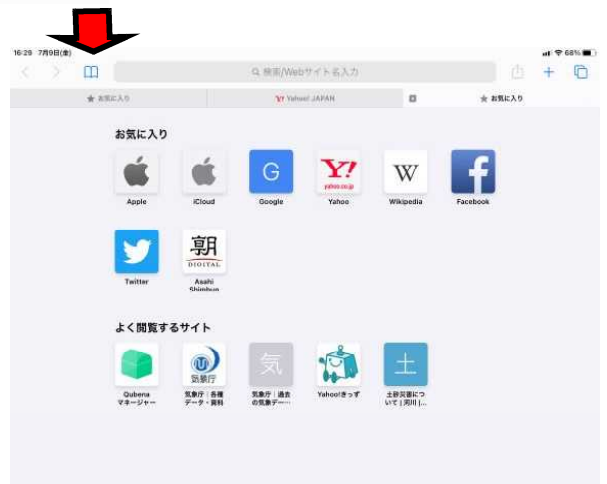 16:29 7月9日(金)
68%
検索/Webサイト名入力
お気に入り
Yahoo! JAPAN
お気に入り
お気に入り
G
Y!
yahoo.co.jp
W
f
Apple
iCloud
Google
Yahoo
Wikipedia
Facebook
朝
DIGITAL
Twitter
Asahi
Shimbun
よく閲覧するサイト
気象庁
気
土
Qubena
マネージャー
気象庁｜各種
データ・資料
気象庁｜過去
の気象デー…
Yahoo!きっず
土砂災害につ
いて | 河川 |...